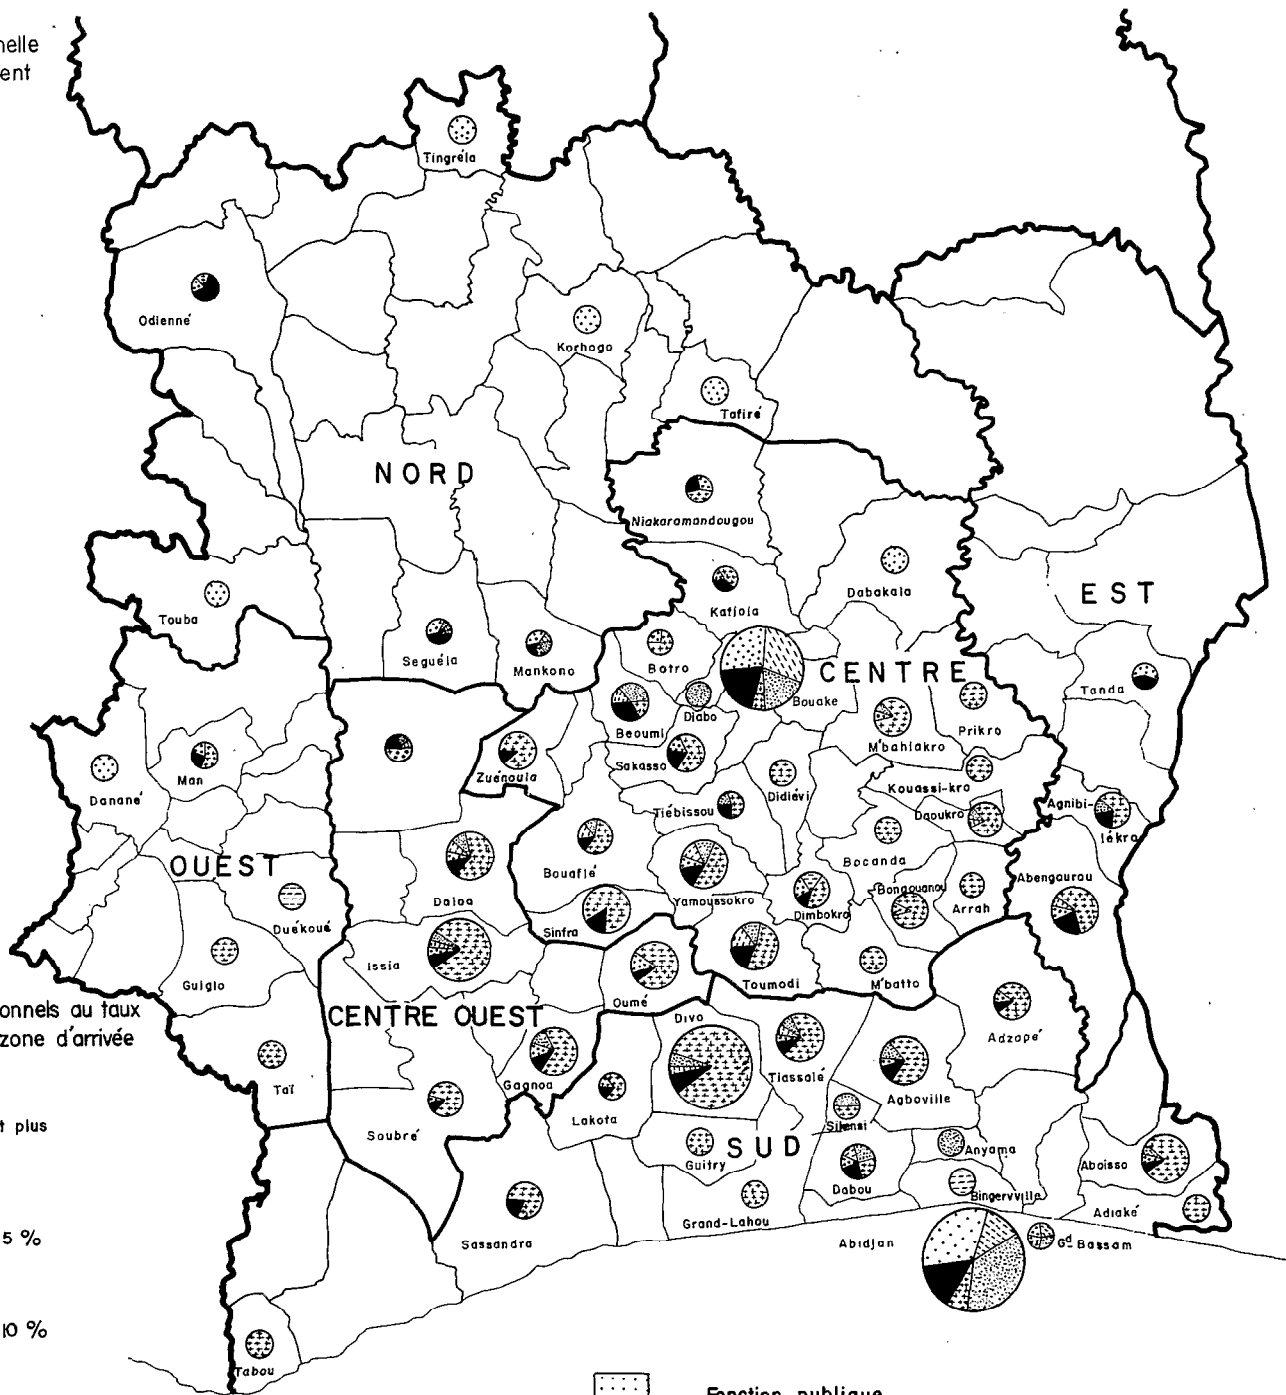 nelle
ent
Tingréla
Odienné
Korhogo
Tafiré
NORD
Niakaramandougou
Dabakala
EST
Touba
Katiola
Seguéla
Mankono
Botro
CENTRE
Tanda
Diabo
Bouake
Prikro
Beoumi
M'bahiakro
Man
Zuénoula
Sakasso
Danané
Didiévi
Kouassi-kro
Agnibi-
lékro
Tiébissou
Daoukro
Bocanda
OUEST
Bouaflé
Abengourou
Daloa
Yamoussokro
Dimbokro
Bongouanou
Arrah
Duékoué
Sinfra
Issia
Guiglo
Toumodi
M'batto
Oumé
onnels au taux
zone d'arrivée
CENTRE OUEST
Divo
Adzopé
Tiassalé
Gagnoa
Taï
Agboville
Lakota
t plus
Soubré
Sikensi
SUD
Anyama
Guitry
Aboisso
Dabou
Bingerville
Grand-Lahou
Adiaké
5 %
Sassandra
Abidjan
Gd Bassam
10 %
Tabou
Fonction publique